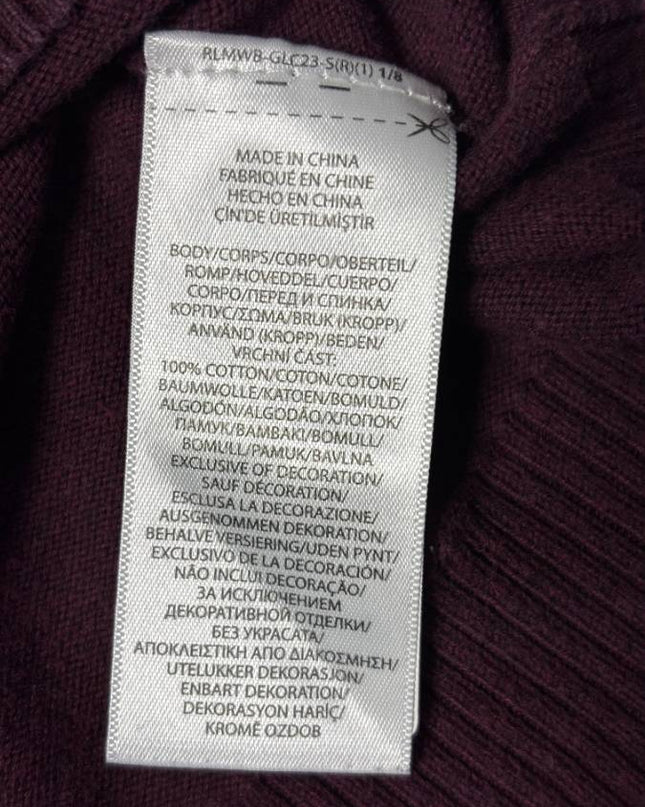 RLMWB-GLC23-S(R)(1) 1/8
MADE IN CHINA
FABRIQUÉ EN CHINE
HECHO EN CHINA
ÇİN'DE ÜRETİLMİŞTİR
BODY/CORPS/CORPO/OBERTEIL/
ROMP/HOVEDDEL/CUERPO/
CORPO/ПЕРЕД И СПИНКА/
КОРПУС/ΣΩΜΑ/BRUK (KROPP)/
ANVÄND (KROPP)/BEDEN/
VRCHNÍ ČÁST:
100% COTTON/COTON/COTONE/
BAUMWOLLE/KATOEN/BOMULD/
ALGODÓN/ALGODÃO/ХЛОПОК/
ПАМУК/ΒΑΜΒΑΚΙ/BOMULL/
BOMULL/PAMUK/BAVLNA
EXCLUSIVE OF DECORATION/
SAUF DÉCORATION/
ESCLUSA LA DECORAZIONE/
AUSGENOMMEN DEKORATION/
BEHALVE VERSIERING/UDEN PYNT/
EXCLUSIVO DE LA DECORACIÓN/
NÃO INCLUI DECORAÇÃO/
ЗА ИСКЛЮЧЕНИЕМ
ДЕКОРАТИВНОЙ ОТДЕЛКИ/
БЕЗ УКРАСАТА/
ΑΠΟΚΛΕΙΣΤΙΚΗ ΑΠΟ ΔΙΑΚΟΣΜΗΣΗ/
UTELUKKER DEKORASJON/
ENBART DEKORATION/
DEKORASYON HARİÇ/
KROMĚ OZDOB